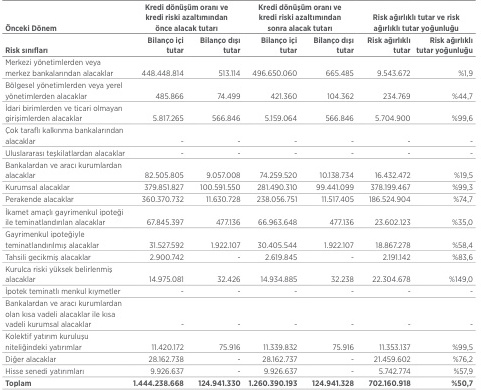 Önceki Dönem
Kredi dönüşüm oranı ve kredi riski azaltımından önce alacak tutarı
Kredi dönüşüm oranı ve kredi riski azaltımından sonra alacak tutarı
Risk ağırlıklı tutar ve risk ağırlıklı tutar yoğunluğu
Risk sınıfları Bilanço içi tutar Bilanço dışı tutar Bilanço içi tutar Bilanço dışı tutar Risk ağırlıklı tutar Risk ağırlıklı tutar yoğunluğu
Merkezi yönetimlerden veya
merkez bankalarından alacaklar 448.448.814 513.114 496.650.060 665.485 9.543.672 %1,9
Bölgesel yönetimlerden veya yerel
yönetimlerden alacaklar 485.866 74.499 421.360 104.362 234.769 %44,7
İdari birimlerden ve ticari olmayan
girişimlerden alacaklar 5.817.265 566.846 5.159.064 566.846 5.704.900 %99,6
Çok taraflı kalkınma bankalarından
alacaklar - - - - - -
Uluslararası teşkilatlardan alacaklar - - - - - -
Bankalardan ve aracı kurumlardan
alacaklar 82.505.805 9.057.008 74.259.520 10.138.734 16.432.472 %19,5
Kurumsal alacaklar 379.851.827 100.591.550 281.490.310 99.441.099 378.199.467 %99,3
Perakende alacaklar 360.370.732 11.630.728 238.056.751 11.517.405 186.524.904 %74,7
İkamet amaçlı gayrimenkul ipoteği
ile teminatlandırılan alacaklar 67.845.397 477.136 66.963.648 477.136 23.602.123 %35,0
Gayrimenkul ipoteğiyle
teminatlandırılmış alacaklar 31.527.592 1.922.107 30.405.544 1.922.107 18.867.278 %58,4
Tahsili gecikmiş alacaklar 2.900.742 - 2.619.845 - 2.191.142 %83,6
Kurulca riski yüksek belirlenmiş
alacaklar 14.975.081 32.426 14.934.885 32.238 22.304.678 %149,0
İpotek teminatlı menkul kıymetler - - - - - -
Bankalardan ve aracı kurumlardan
olan kısa vadeli alacaklar ile kısa
vadeli kurumsal alacaklar - - - - - -
Kolektif yatırım kuruluşu
niteliğindeki yatırımlar 11.420.172 75.916 11.339.832 75.916 11.353.137 %99,5
Diğer alacaklar 28.162.738 - 28.162.737 - 21.459.602 %76,2
Hisse senedi yatırımları 9.926.637 - 9.926.637 - 5.742.774 %57,9
Toplam 1.444.238.668 124.941.330 1.260.390.193 124.941.328 702.160.918 %50,7